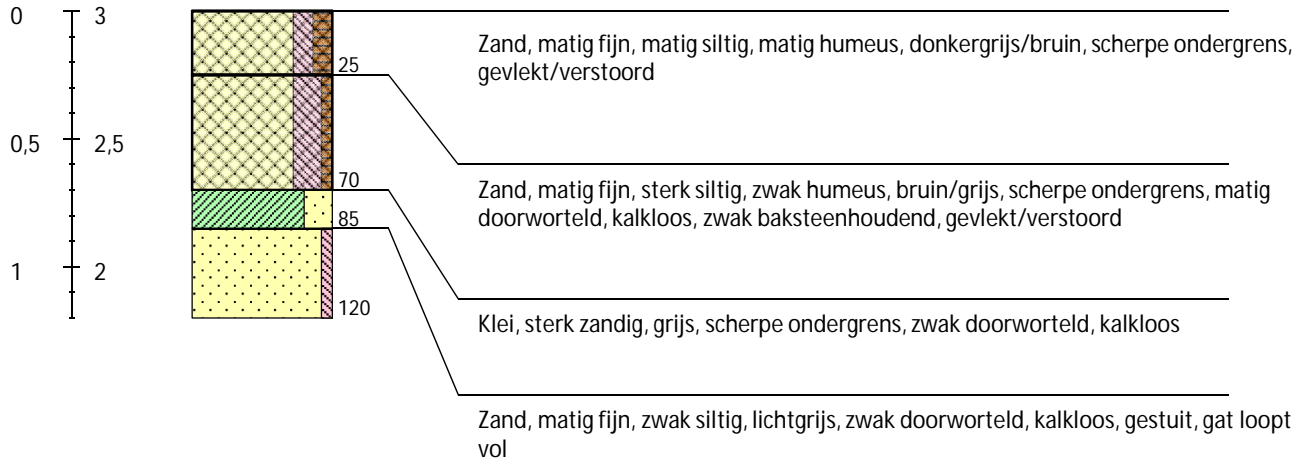 0 3
Zand, matig fijn, matig siltig, matig humeus, donkergrijs/bruin, scherpe ondergrens,
gevlekt/verstoord
25
0,5 2,5
70
Zand, matig fijn, sterk siltig, zwak humeus, bruin/grijs, scherpe ondergrens, matig
doorworteld, kalkloos, zwak baksteenhoudend, gevlekt/verstoord
85
1 2
120
Klei, sterk zandig, grijs, scherpe ondergrens, zwak doorworteld, kalkloos
Zand, matig fijn, zwak siltig, lichtgrijs, zwak doorworteld, kalkloos, gestuit, gat loopt
vol